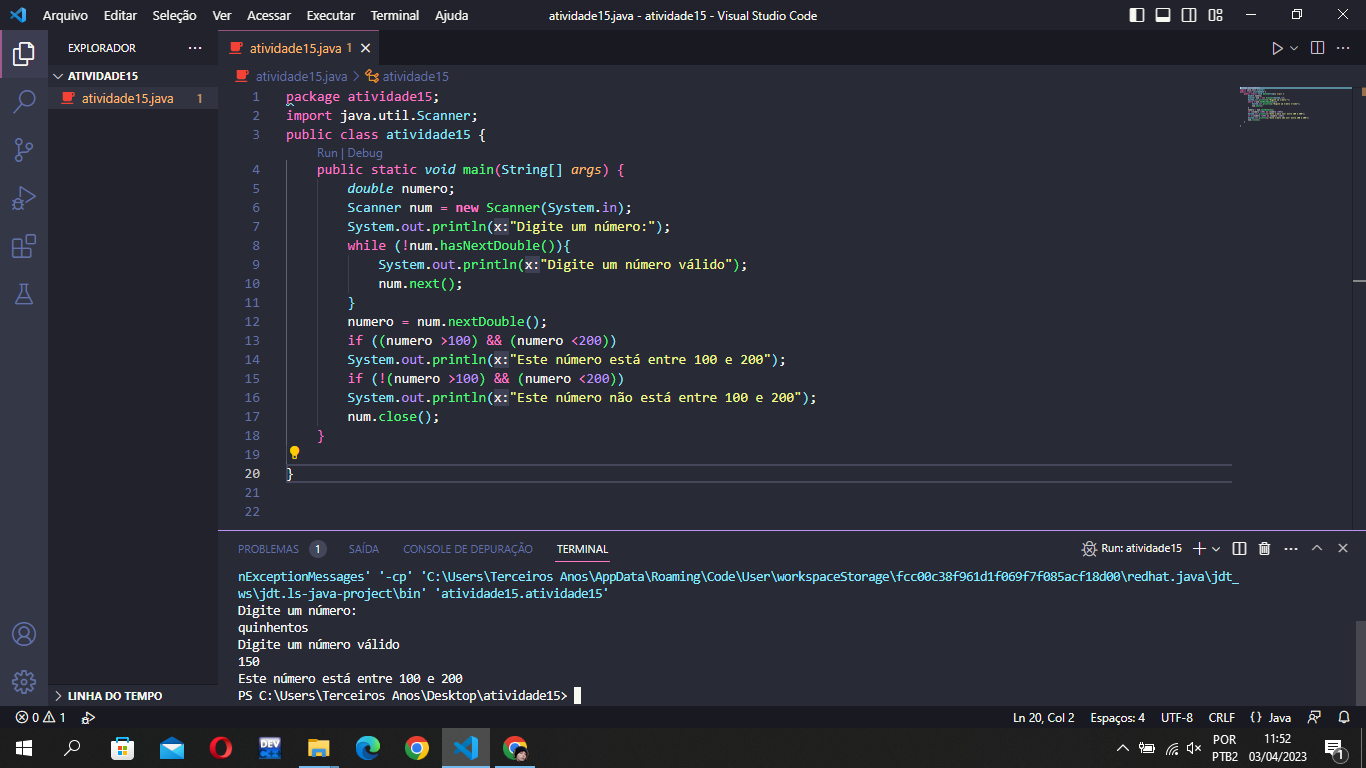 Arquivo Editar Seleção Ver Acessar Executar Terminal Ajuda atividade15.java - atividade15 - Visual Studio Code
EXPLORADOR
ATIVIDADE15
atividade15.java 1
LINHA DO TEMPO
atividade15.java 1
atividade15.java > atividade15
1 package atividade15;
2 import java.util.Scanner;
3 public class atividade15 {
Run | Debug
4 public static void main(String[] args) {
5 double numero;
6 Scanner num = new Scanner(System.in);
7 System.out.println(x:"Digite um número:");
8 while (!num.hasNextDouble()){
9 System.out.println(x:"Digite um número válido");
10 num.next();
11 }
12 numero = num.nextDouble();
13 if ((numero >100) && (numero <200))
14 System.out.println(x:"Este número está entre 100 e 200");
15 if (!(numero >100) && (numero <200))
16 System.out.println(x:"Este número não está entre 100 e 200");
17 num.close();
18 }
19
20 }
21
22
PROBLEMAS 1 SAÍDA CONSOLE DE DEPURAÇÃO TERMINAL Run: atividade15
nExceptionMessages' '-cp' 'C:\Users\Terceiros Anos\AppData\Roaming\Code\User\workspaceStorage\fcc00c38f961d1f069f7f085acf18d00\redhat.java\jdt_
ws\jdt.ls-java-project\bin' 'atividade15.atividade15'
Digite um número:
quinhentos
Digite um número válido
150
Este número está entre 100 e 200
PS C:\Users\Terceiros Anos\Desktop\atividade15>
0 1 Ln 20, Col 2 Espaços: 4 UTF-8 CRLF {} Java
DEV
POR
PTB2
11:52
03/04/2023
1